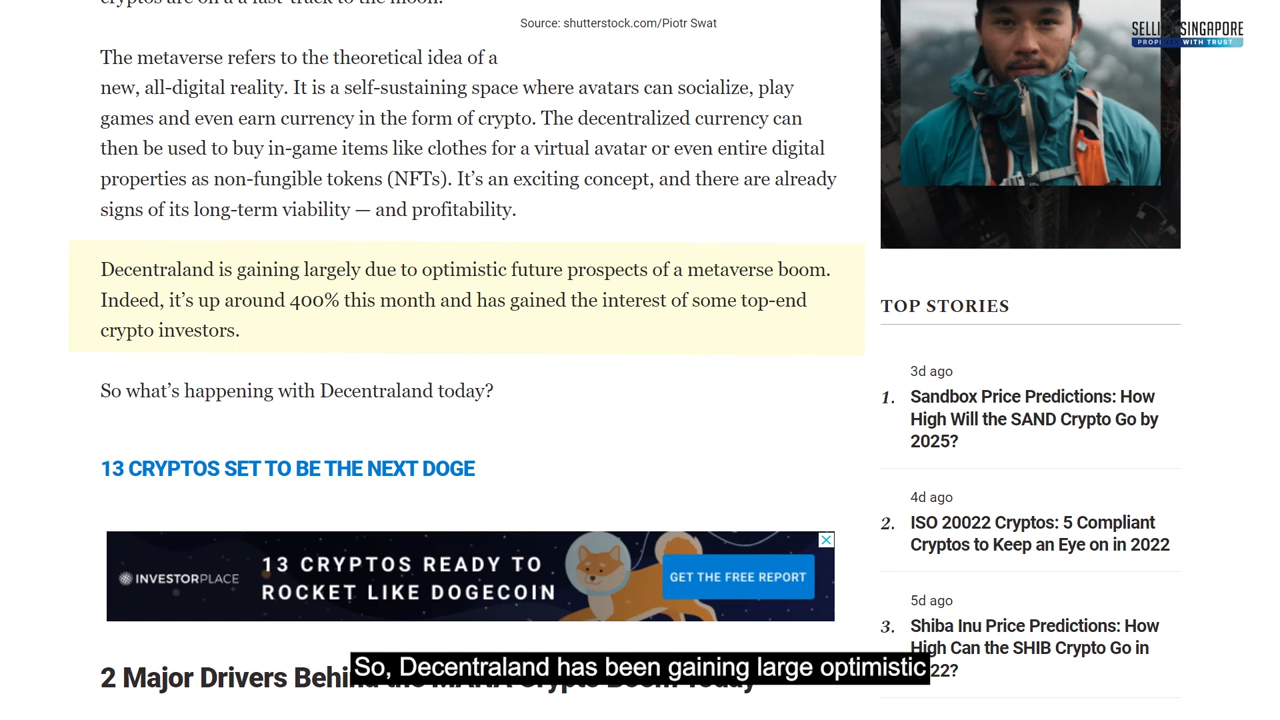 cryptos are on a fast-track to the moon.
Source: shutterstock.com/Piotr Swat
The metaverse refers to the theoretical idea of a
new, all-digital reality. It is a self-sustaining space where avatars can socialize, play
games and even earn currency in the form of crypto. The decentralized currency can
then be used to buy in-game items like clothes for a virtual avatar or even entire digital
properties as non-fungible tokens (NFTs). It’s an exciting concept, and there are already
signs of its long-term viability — and profitability.
Decentraland is gaining largely due to optimistic future prospects of a metaverse boom.
Indeed, it’s up around 400% this month and has gained the interest of some top-end
crypto investors.
So what’s happening with Decentraland today?
13 CRYPTOS SET TO BE THE NEXT DOGE
INVESTORPLACE
13 CRYPTOS READY TO
ROCKET LIKE DOGECOIN
GET THE FREE REPORT
2 Major Drivers Behind the MANA Crypto Boom Today
So, Decentraland has been gaining large optimistic
SINGAPORE
WITH TRUST
TOP STORIES
3d ago
1. Sandbox Price Predictions: How
High Will the SAND Crypto Go by
2025?
4d ago
2. ISO 20022 Cryptos: 5 Compliant
Cryptos to Keep an Eye on in 2022
5d ago
3. Shiba Inu Price Predictions: How
High Can the SHIB Crypto Go in
22?